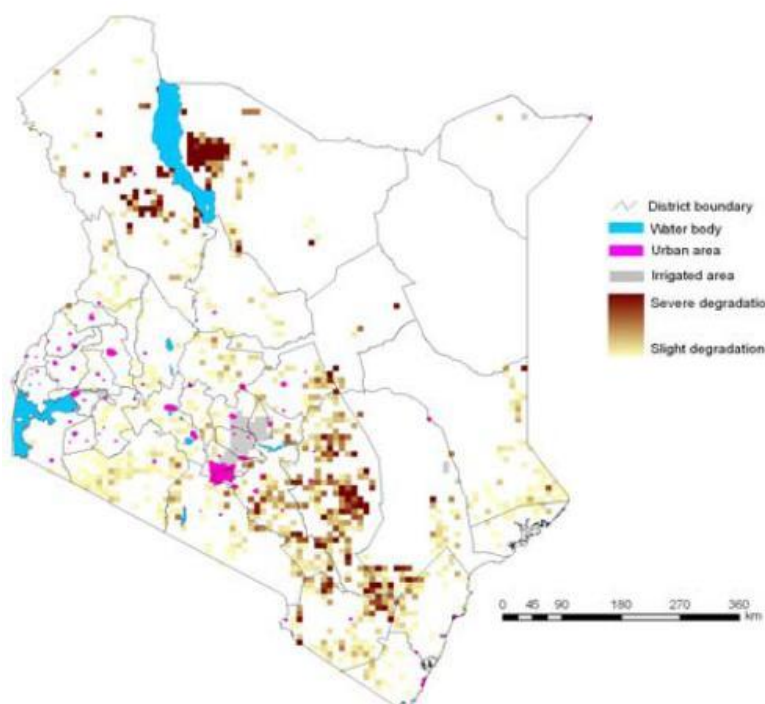 District boundary
Water body
Urban area
Irrigated area
Severe degradatio
Slight degradation
0 45 90 180 270 360
km